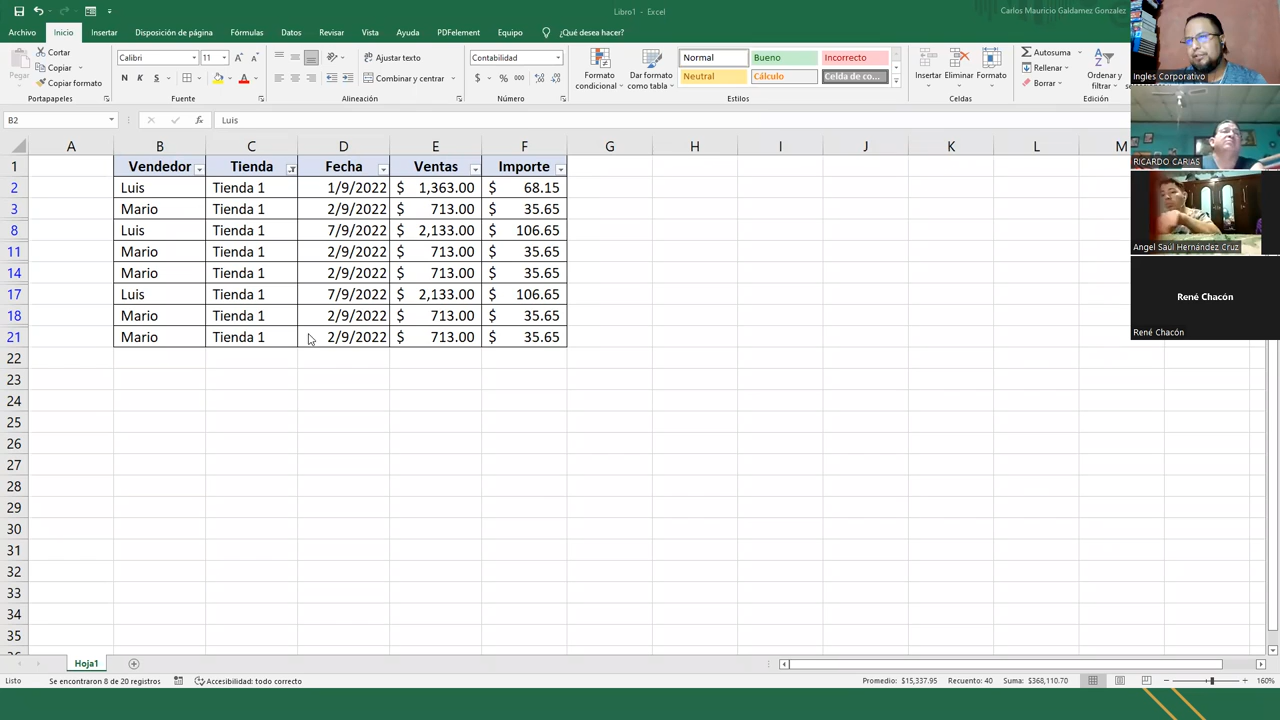 Libro1 - Excel
Carlos Mauricio Galdamez Gonzalez
Archivo Inicio Insertar Disposición de página Fórmulas Datos Revisar Vista Ayuda PDFelement Equipo ¿Qué desea hacer?
Pegar
Cortar
Copiar
Copiar formato
Portapapeles
Calibri 11
N K S
Fuente
Ajustar texto
Combinar y centrar
Alineación
Contabilidad
$ % 000
Número
Formato condicional
Dar formato como tabla
Normal Bueno Incorrecto
Neutral Cálculo Celda de co...
Estilos
Insertar Eliminar Formato
Celdas
Autosuma
Rellenar
Borrar
Ordenar y filtrar
Edición
B2 fx Luis
A B C D E F G H I J K L M
1 Vendedor Tienda Fecha Ventas Importe
2 Luis Tienda 1 1/9/2022 $ 1,363.00 $ 68.15
3 Mario Tienda 1 2/9/2022 $ 713.00 $ 35.65
8 Luis Tienda 1 7/9/2022 $ 2,133.00 $ 106.65
11 Mario Tienda 1 2/9/2022 $ 713.00 $ 35.65
14 Mario Tienda 1 2/9/2022 $ 713.00 $ 35.65
17 Luis Tienda 1 7/9/2022 $ 2,133.00 $ 106.65
18 Mario Tienda 1 2/9/2022 $ 713.00 $ 35.65
21 Mario Tienda 1 2/9/2022 $ 713.00 $ 35.65
22
23
24
25
26
27
28
29
30
31
32
33
34
35
Hoja1
Listo Se encontraron 8 de 20 registros Accesibilidad: todo correcto Promedio: $15,337.95 Recuento: 40 Suma: $368,110.70 160%
Ingles Corporativo
RICARDO CARIAS
Angel Saúl Hernández Cruz
René Chacón
René Chacón